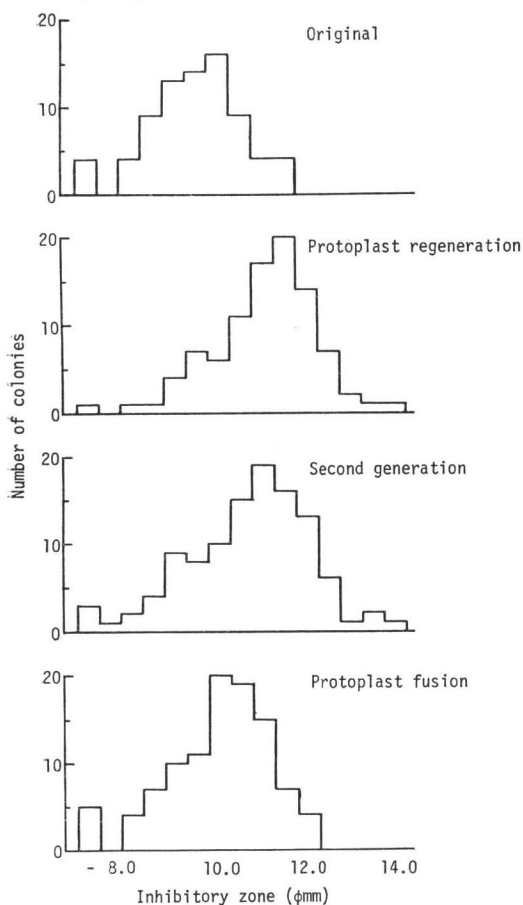 20
Original
10
0
20
Protoplast regeneration
10
0
Number of colonies
20
Second generation
10
0
20
Protoplast fusion
10
0
- 8.0 10.0 12.0 14.0
Inhibitory zone (ϕmm)